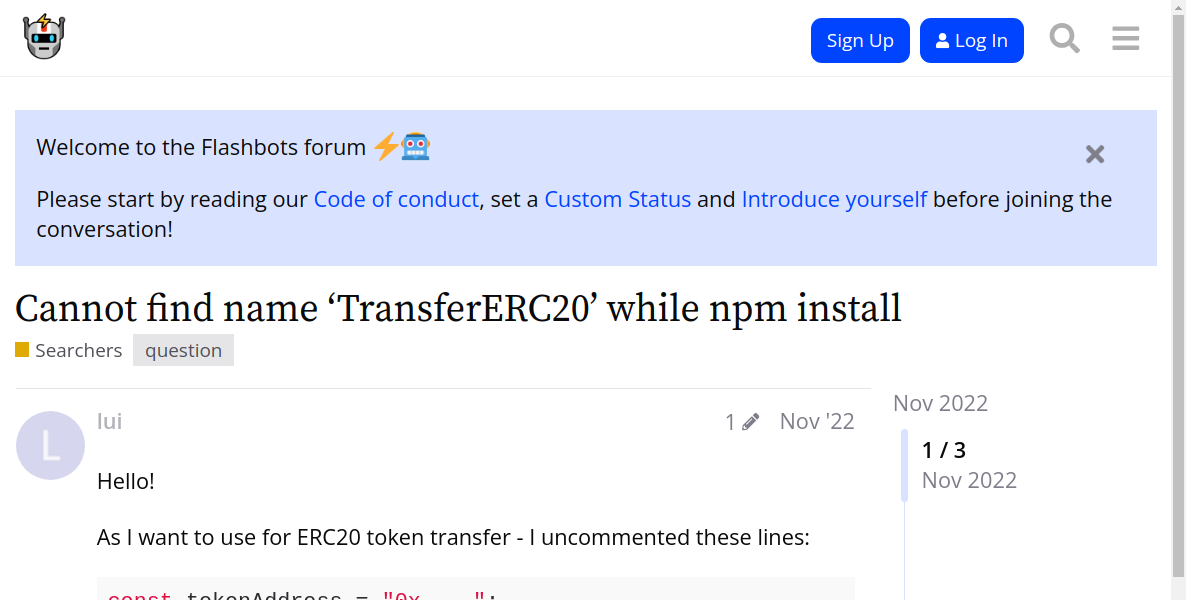 Sign Up
Log In
Welcome to the Flashbots forum
Please start by reading our Code of conduct, set a Custom Status and Introduce yourself before joining the
conversation!
Cannot find name ‘TransferERC20’ while npm install
Searchers question
L
lui 1 Nov '22
Nov 2022
1 / 3
Nov 2022
Hello!
As I want to use for ERC20 token transfer - I uncommented these lines:
const tokenAddress = "0x....";